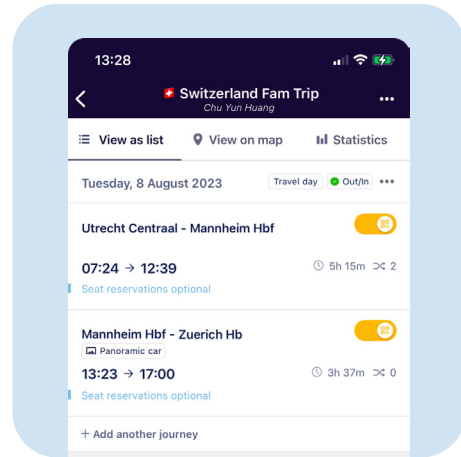 13:28
Switzerland Fam Trip
Chu Yun Huang
View as list View on map Statistics
Tuesday, 8 August 2023 Travel day Out/In
Utrecht Centraal - Mannheim Hbf
07:24 → 12:39 5h 15m 2
Seat reservations optional
Mannheim Hbf - Zuerich Hb
Panoramic car
13:23 → 17:00 3h 37m 0
Seat reservations optional
+ Add another journey